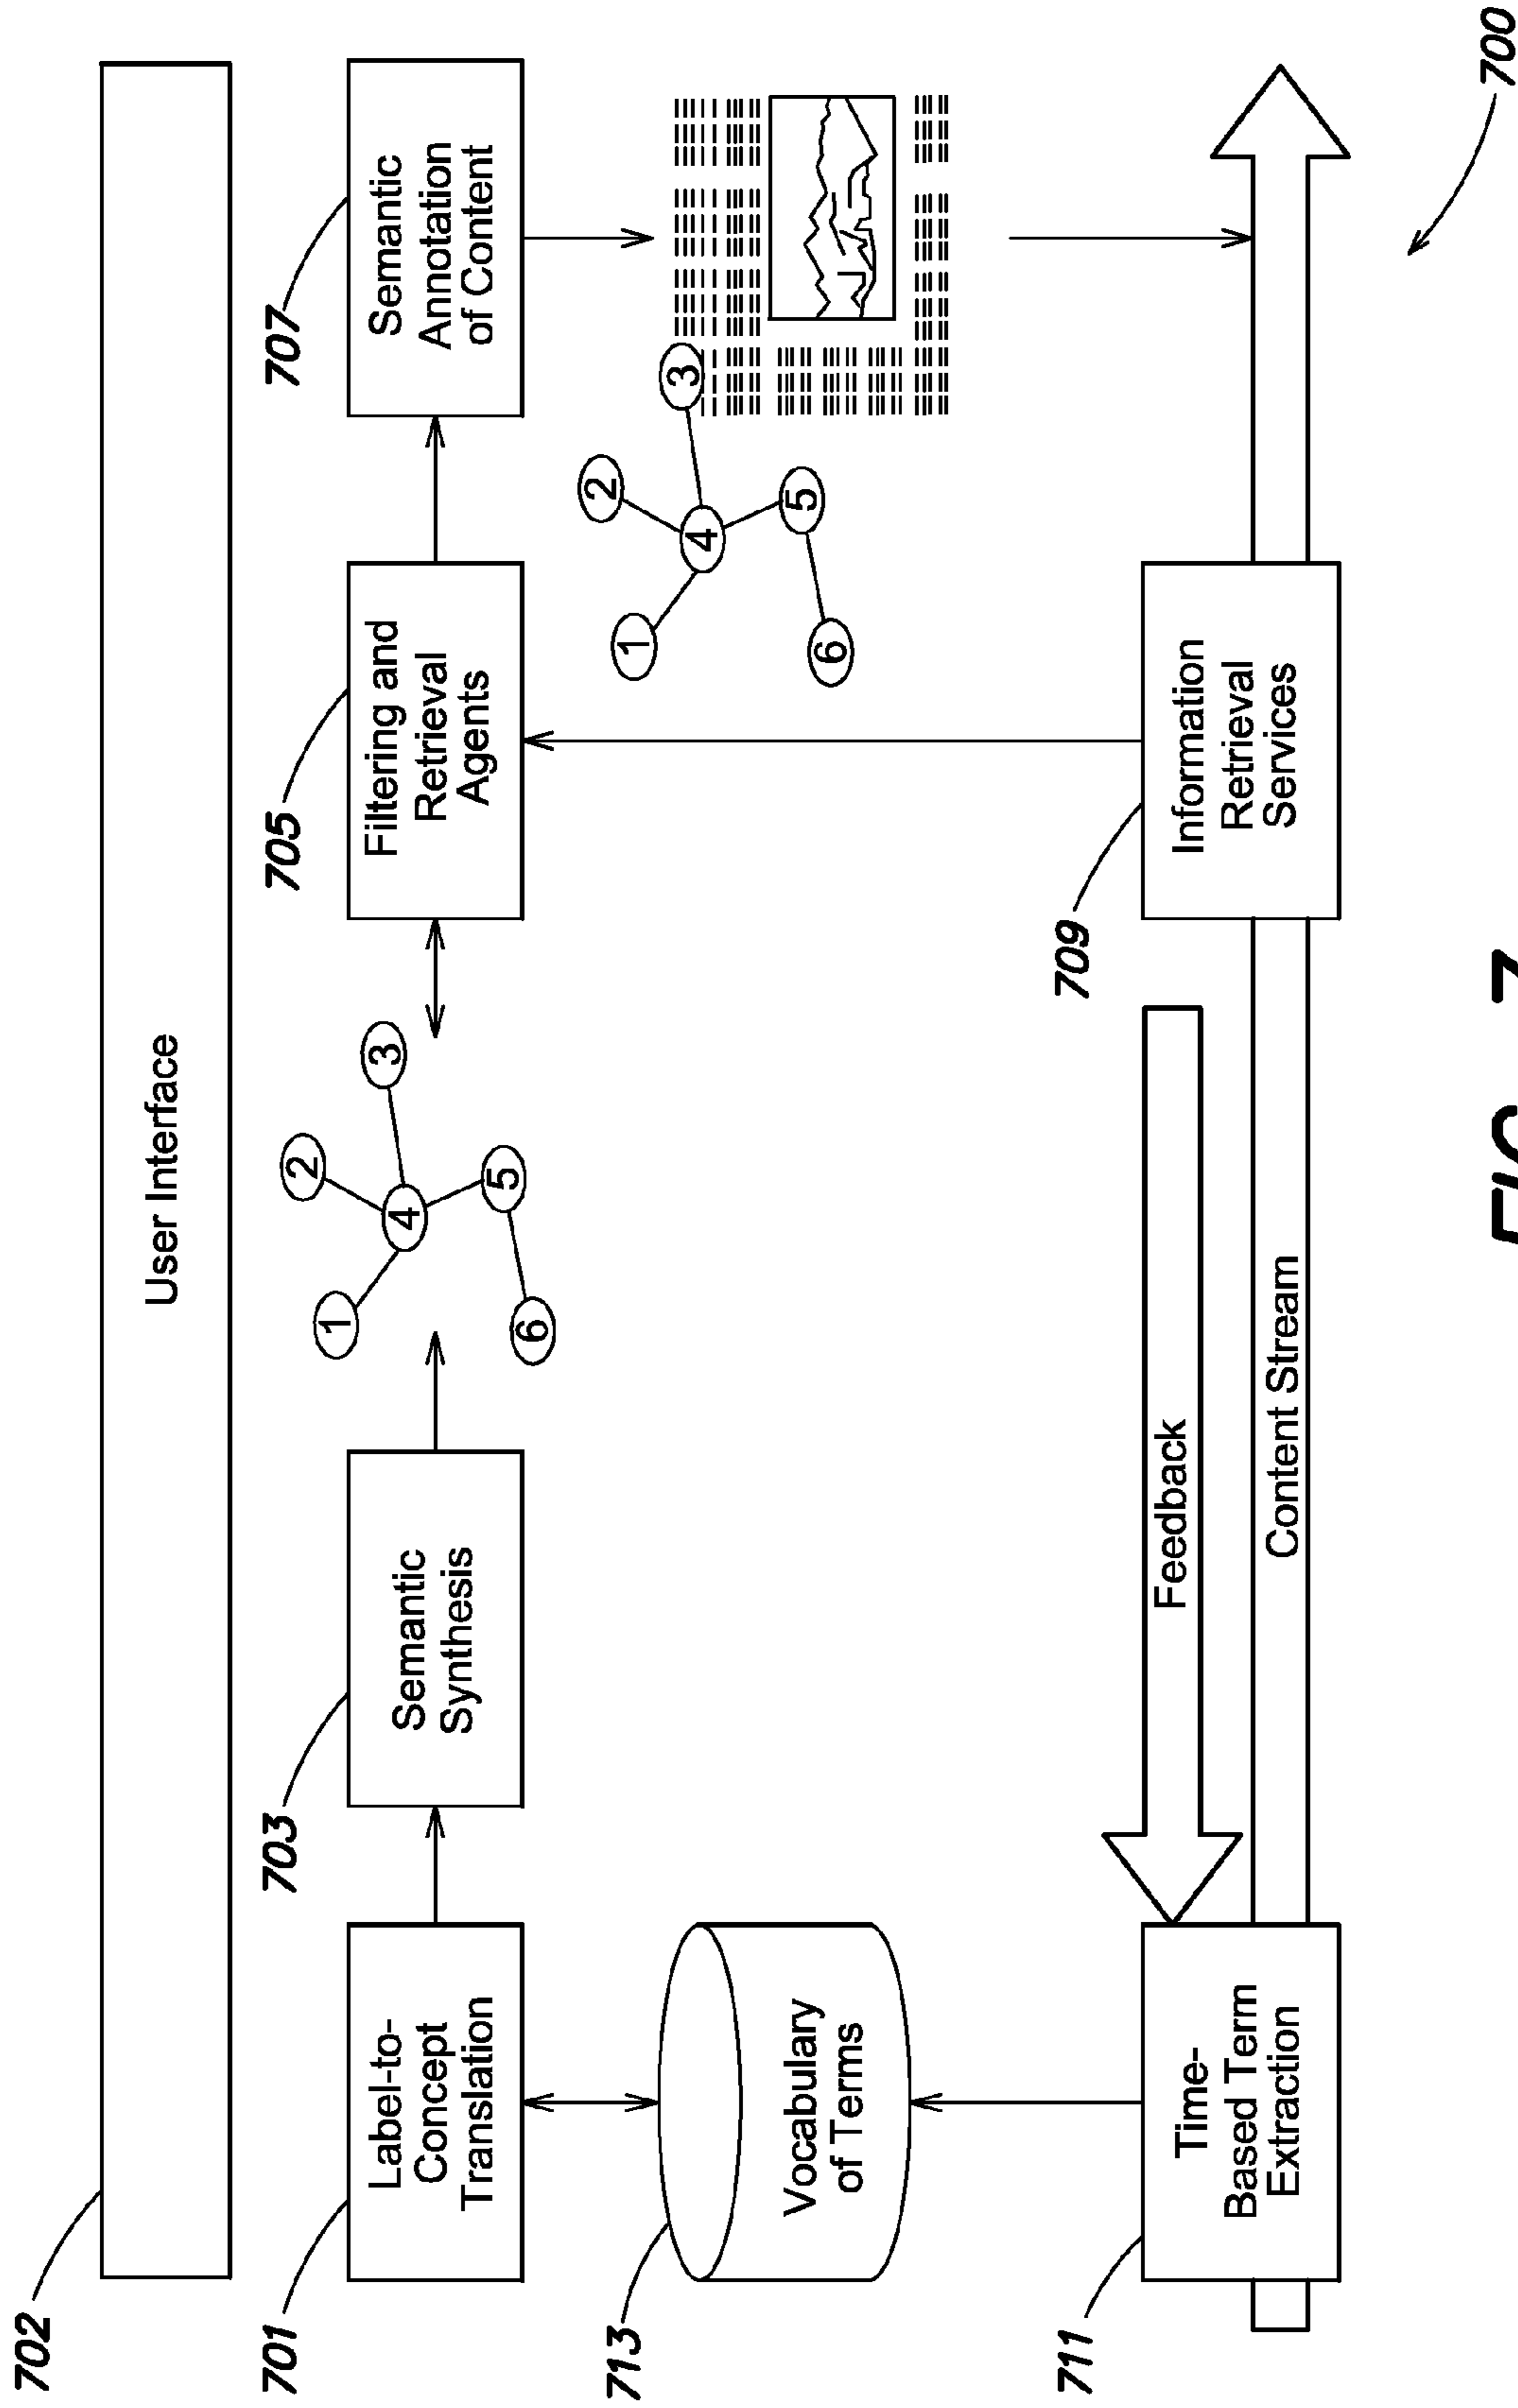 702
User Interface
701
Label-to-
Concept
Translation
703
Semantic
Synthesis
1
2
3
4
5
6
705
Filtering and
Retrieval
Agents
707
Semantic
Annotation
of Content
1
2
3
4
5
6
713
Vocabulary
of Terms
711
Time-
Based Term
Extraction
Feedback
Content Stream
709
Information
Retrieval
Services
700